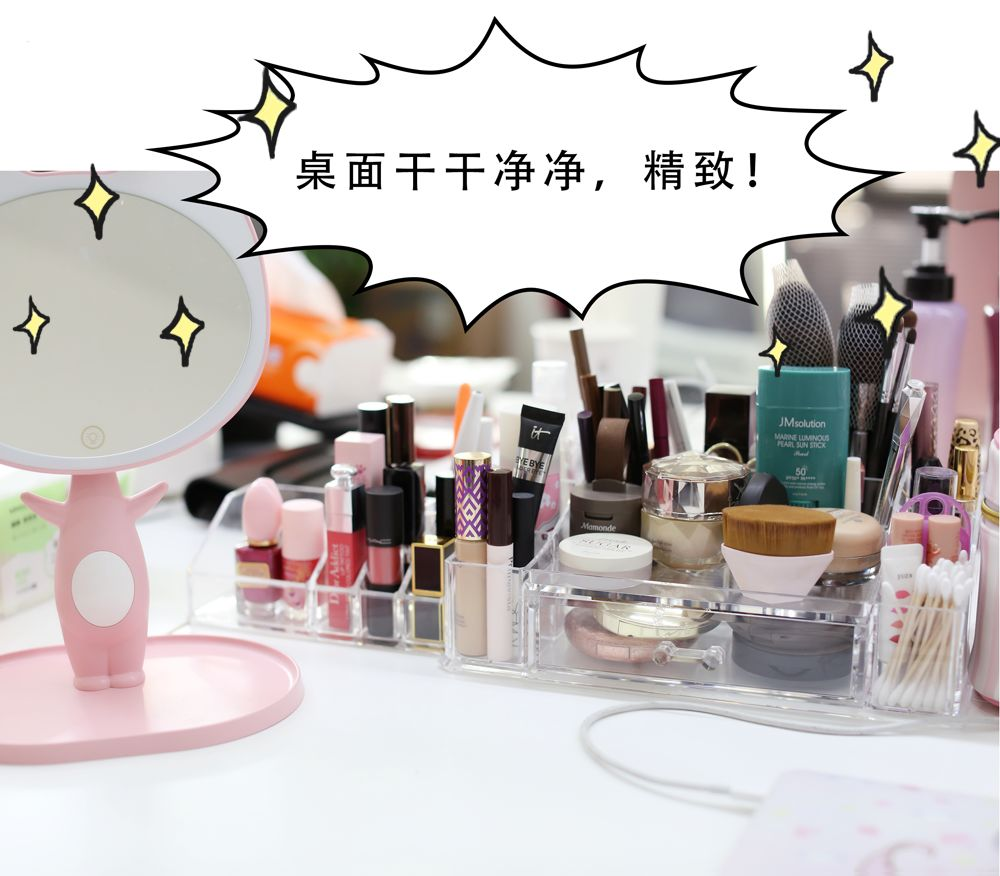 桌面干干净净，精致！
JMsolution
MARINE LUMINOUS
PEARL SUN STICK
Pearl
50
it
BYE BYE
Mamonde
SUGAR
Dior Addict